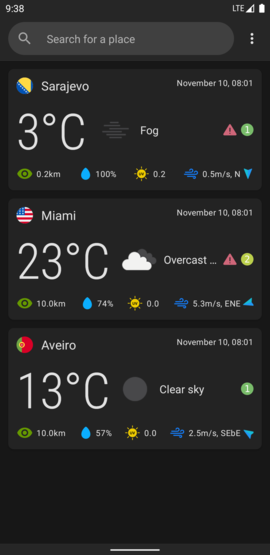 9:38
LTE
Search for a place
Sarajevo
November 10, 08:01
3°C
Fog
1
0.2km
100%
0.2
0.5m/s, N
Miami
November 10, 08:01
23°C
Overcast ...
2
10.0km
74%
0.0
5.3m/s, ENE
Aveiro
November 10, 08:01
13°C
Clear sky
1
10.0km
57%
0.0
2.5m/s, SEbE